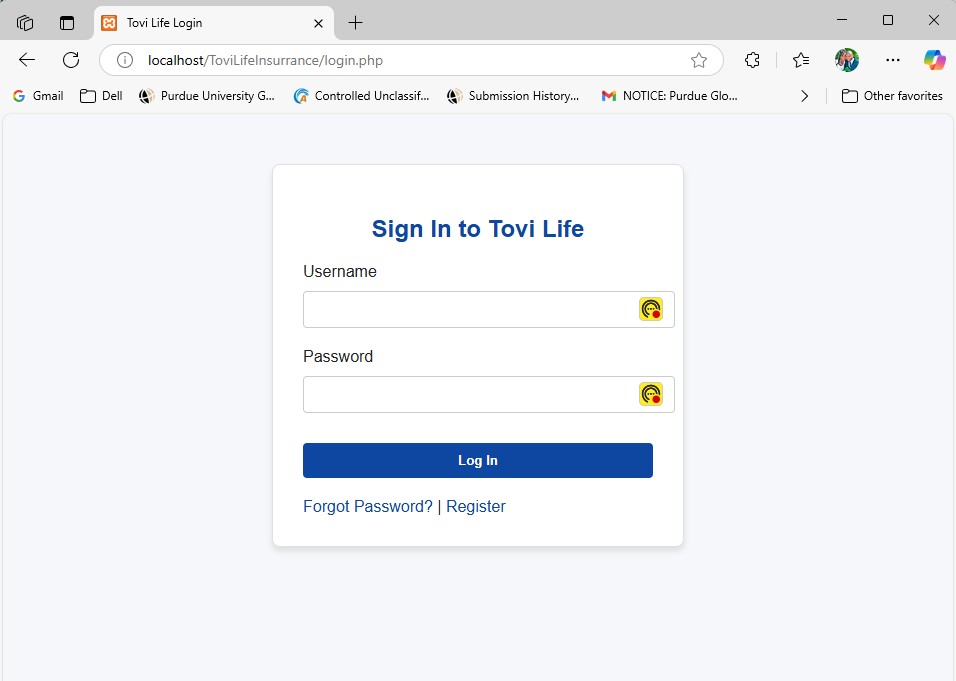 Tovi Life Login
localhost/ToviLifeInsurrance/login.php
Gmail Dell Purdue University G... Controlled Unclassif... Submission History... NOTICE: Purdue Glo... Other favorites
Sign In to Tovi Life
Username
Password
Log In
Forgot Password? | Register